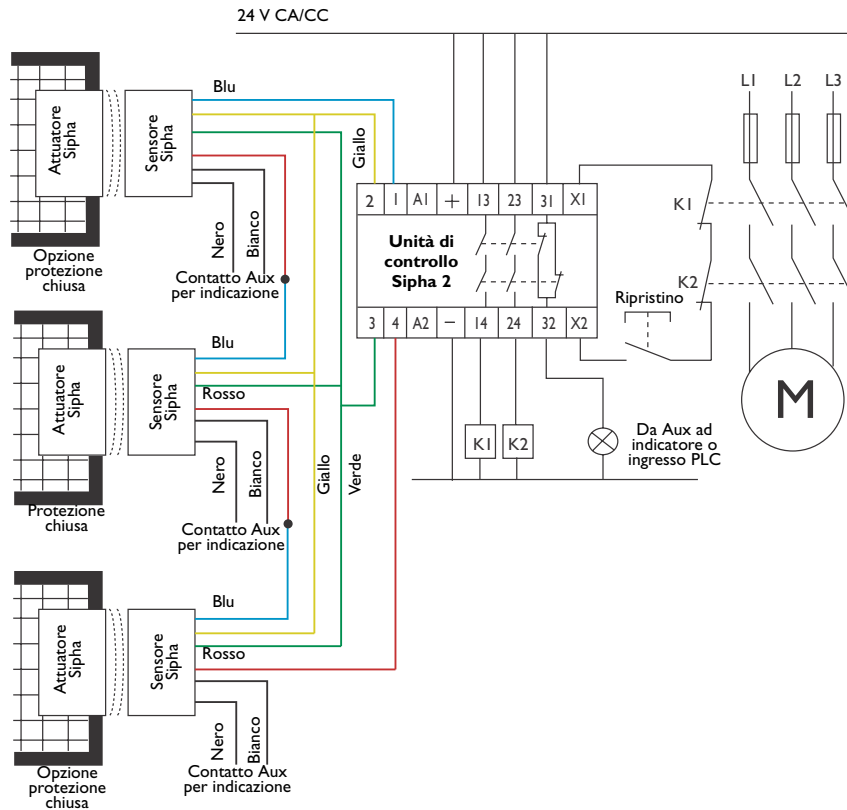 24 V CA/CC
Blu
Attuatore
Sipha
Sensore
Sipha
Giallo
Nero
Bianco
Opzione
protezione
chiusa
Contatto Aux
per indicazione
L1
L2
L3
2
1
A1
+
13
23
31
X1
Unità di
controllo
Sipha 2
3
4
A2
−
14
24
32
X2
K1
K2
Ripristino
M
K1
K2
Da Aux ad
indicatore o
ingresso PLC
Blu
Attuatore
Sipha
Sensore
Sipha
Rosso
Nero
Bianco
Giallo
Verde
Protezione
chiusa
Contatto Aux
per indicazione
Blu
Attuatore
Sipha
Sensore
Sipha
Rosso
Nero
Bianco
Opzione
protezione
chiusa
Contatto Aux
per indicazione